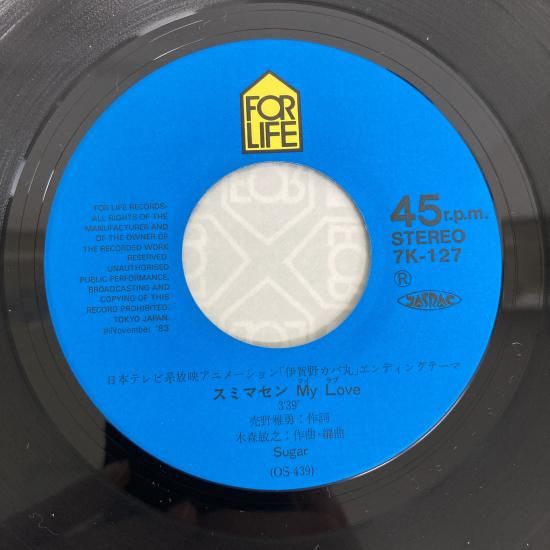 FOR
LIFE
FOR LIFE RECORDS-
ALL RIGHTS OF THE
MANUFACTURER AND
OF THE OWNER OF
THE RECORDED WORK
RESERVED.
UNAUTHORISED
PUBLIC PERFORMANCE,
BROADCASTING AND
COPYING OF THIS
RECORD PROHIBITED.
TOKYO JAPAN.
℗November '83
45r.p.m.
STEREO
7K-127
Ⓡ
JASRAC
日本テレビ系放映アニメーション「伊賀野カバ丸」エンディングテーマ
マイ ラブ
スミマセン My Love
3'39"
売野雅勇:作詞
木森敏之:作曲・編曲
Sugar
(OS-439)